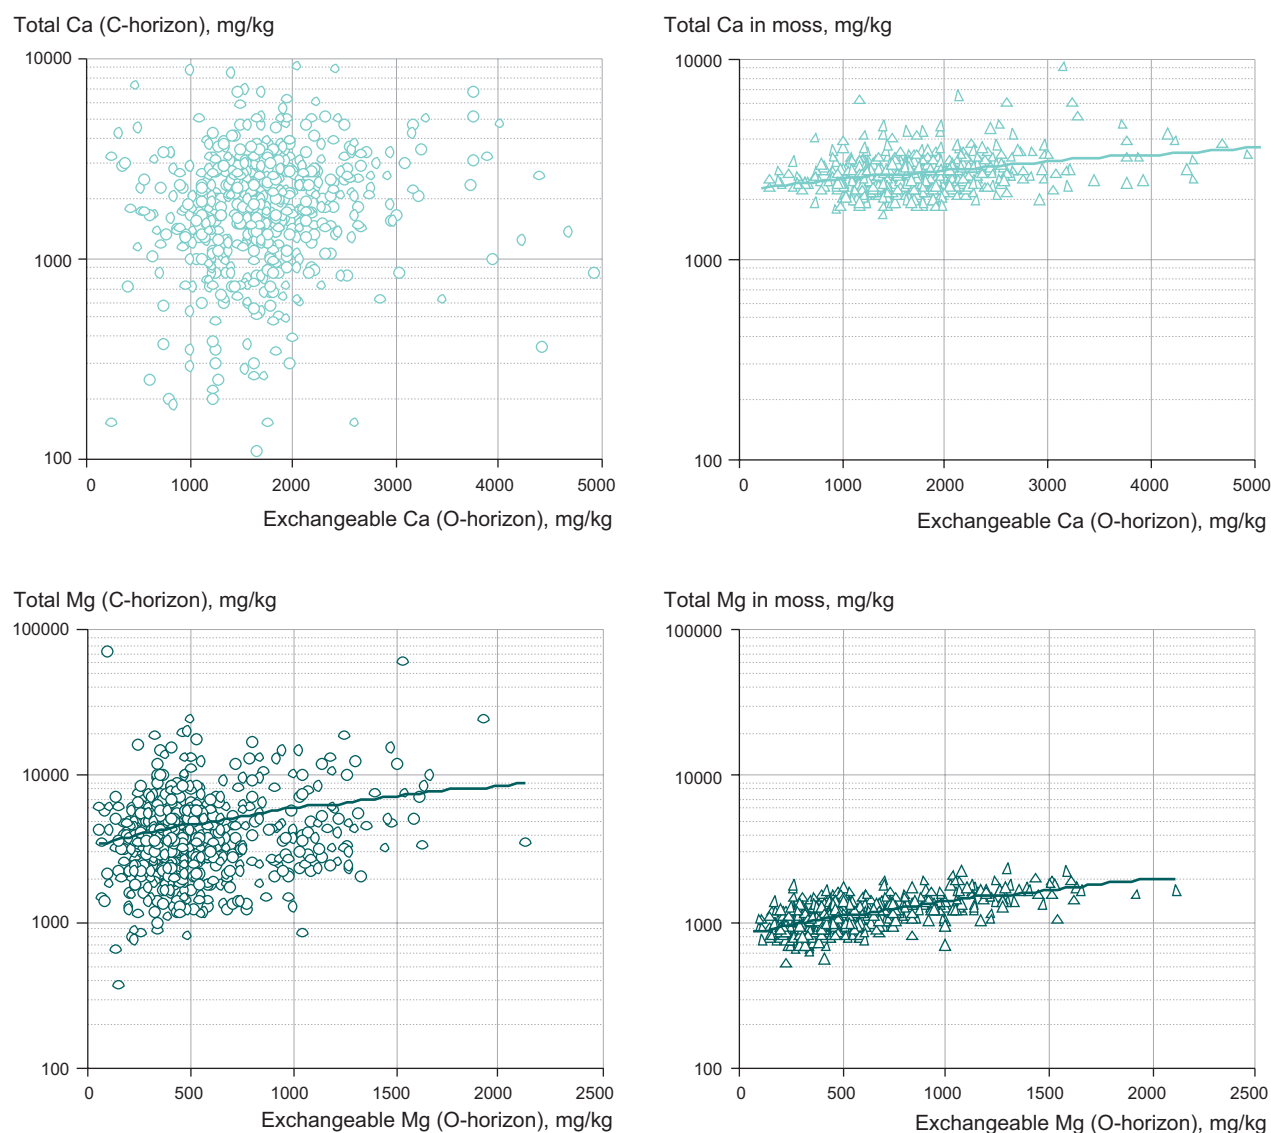 Total Ca (C-horizon), mg/kg
10000
1000
100
0 1000 2000 3000 4000 5000
Exchangeable Ca (O-horizon), mg/kg
Total Ca in moss, mg/kg
10000
1000
100
0 1000 2000 3000 4000 5000
Exchangeable Ca (O-horizon), mg/kg
Total Mg (C-horizon), mg/kg
100000
10000
1000
100
0 500 1000 1500 2000 2500
Exchangeable Mg (O-horizon), mg/kg
Total Mg in moss, mg/kg
100000
10000
1000
100
0 500 1000 1500 2000 2500
Exchangeable Mg (O-horizon), mg/kg